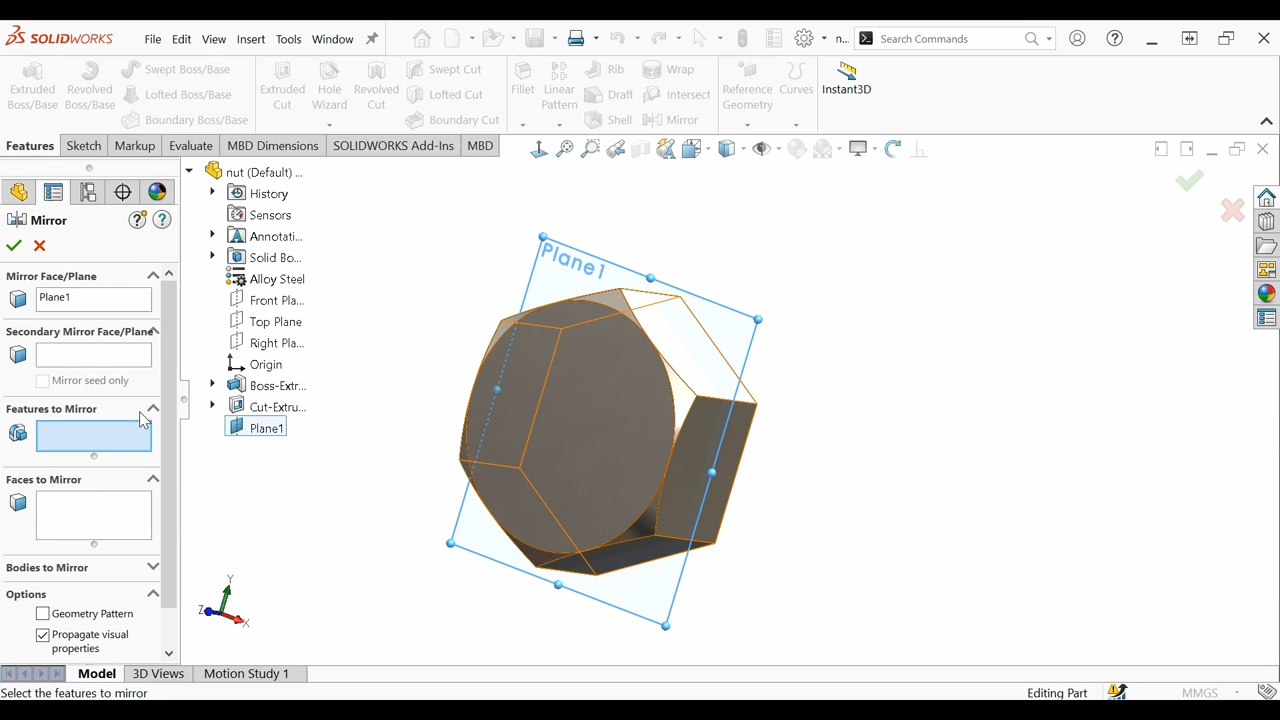 SOLIDWORKS
File Edit View Insert Tools Window
n...
Search Commands
Extruded Boss/Base
Revolved Boss/Base
Swept Boss/Base
Lofted Boss/Base
Boundary Boss/Base
Extruded Cut
Hole Wizard
Revolved Cut
Swept Cut
Lofted Cut
Boundary Cut
Fillet
Linear Pattern
Rib
Draft
Shell
Wrap
Intersect
Mirror
Reference Geometry
Curves
Instant3D
Features Sketch Markup Evaluate MBD Dimensions SOLIDWORKS Add-Ins MBD
Mirror
Mirror Face/Plane
Plane1
Secondary Mirror Face/Plane
Mirror seed only
Features to Mirror
Faces to Mirror
Bodies to Mirror
Options
Geometry Pattern
Propagate visual
properties
nut (Default) ...
History
Sensors
Annotati...
Solid Bo...
Alloy Steel
Front Pla...
Top Plane
Right Pla...
Origin
Boss-Extr...
Cut-Extru...
Plane1
Plane1
Y
Z
X
Model 3D Views Motion Study 1
Select the features to mirror
Editing Part
MMGS